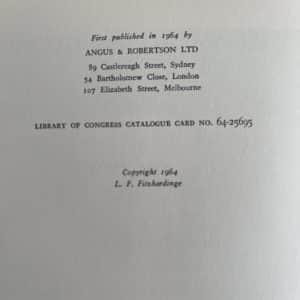 First published in 1964 by
ANGUS & ROBERTSON LTD
89 Castlereagh Street, Sydney
54 Bartholomew Close, London
107 Elizabeth Street, Melbourne
LIBRARY OF CONGRESS CATALOGUE CARD NO. 64-25695
Copyright 1964
L. F. Fitzhardinge